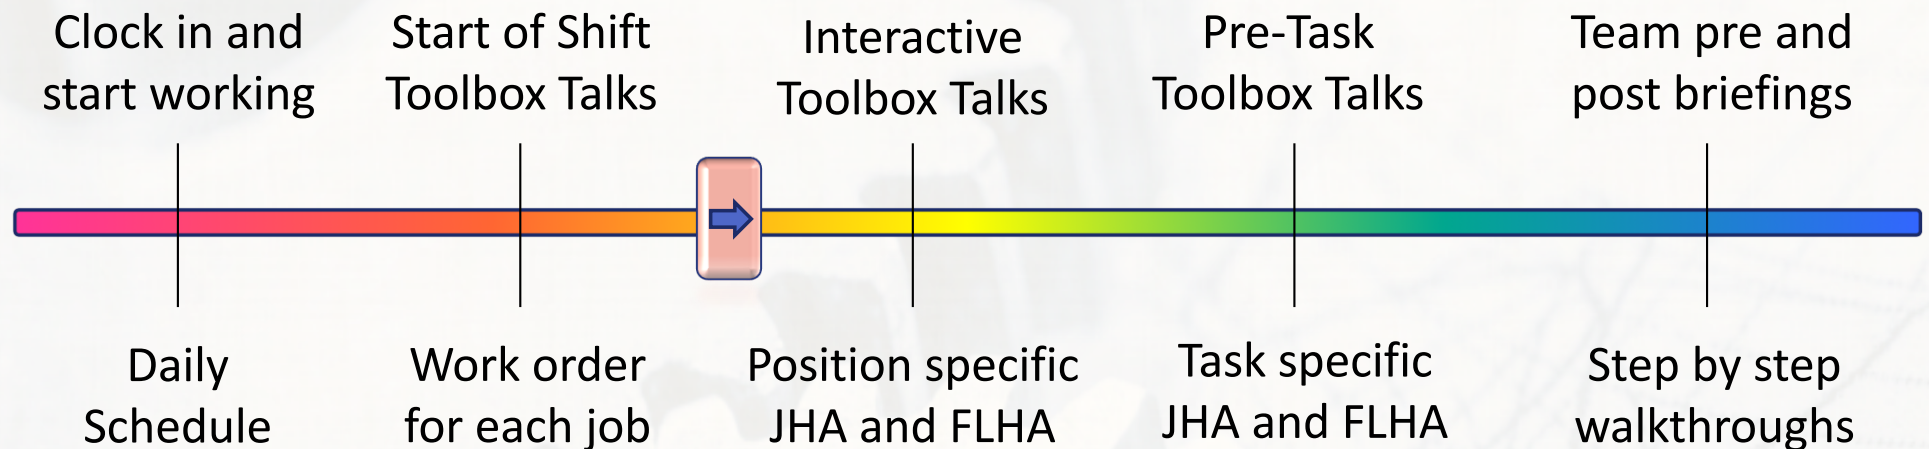 Clock in and
start working
Start of Shift
Toolbox Talks
Interactive
Toolbox Talks
Pre-Task
Toolbox Talks
Team pre and
post briefings
Daily
Schedule
Work order
for each job
Position specific
JHA and FLHA
Task specific
JHA and FLHA
Step by step
walkthroughs